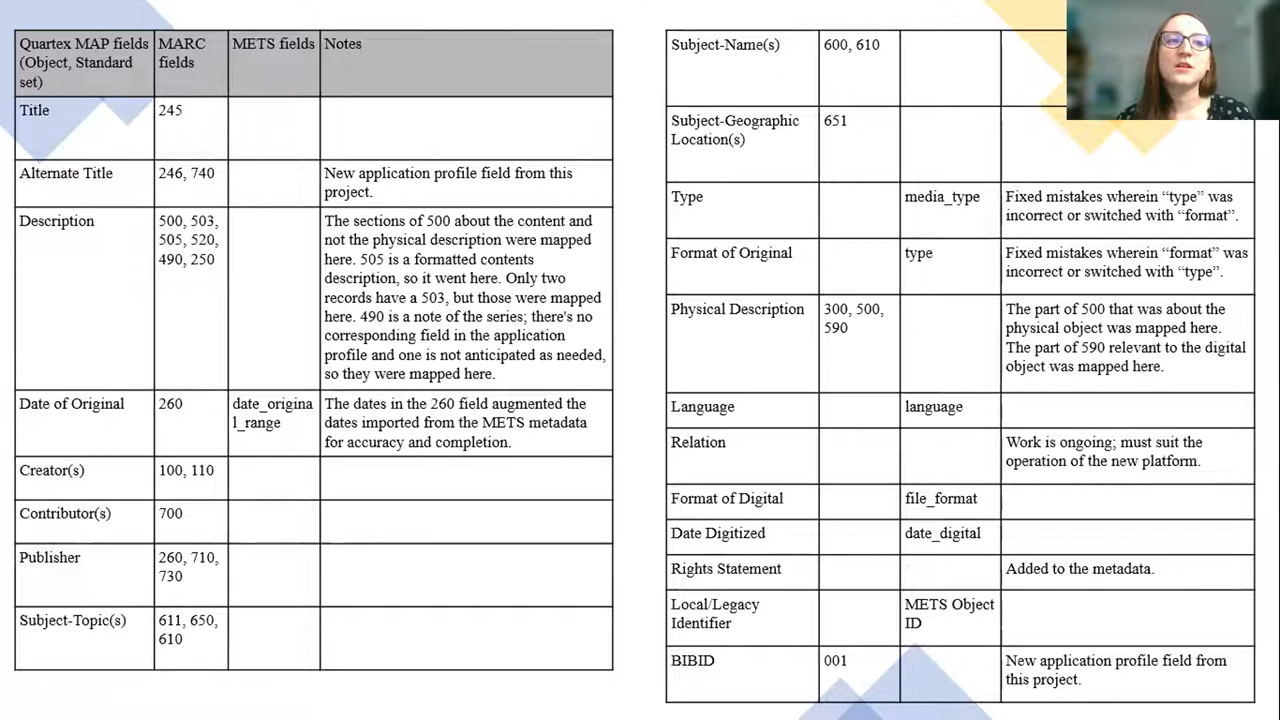 Quartex MAP fields MARC METS fields Notes
(Object, Standard fields
set)
Title 245
Alternate Title 246, 740 New application profile field from this
project.
Description 500, 503, The sections of 500 about the content and
505, 520, not the physical description were mapped
490, 250 here. 505 is a formatted contents
description, so it went here. Only two
records have a 503, but those were mapped
here. 490 is a note of the series; there's no
corresponding field in the application
profile and one is not anticipated as needed,
so they were mapped here.
Date of Original 260 date_origina The dates in the 260 field augmented the
l_range dates imported from the METS metadata
for accuracy and completion.
Creator(s) 100, 110
Contributor(s) 700
Publisher 260, 710,
730
Subject-Topic(s) 611, 650,
610
Subject-Name(s) 600, 610
Subject-Geographic 651
Location(s)
Type media_type Fixed mistakes wherein “type” was
incorrect or switched with “format”.
Format of Original type Fixed mistakes wherein “format” was
incorrect or switched with “type”.
Physical Description 300, 500, The part of 500 that was about the
590 physical object was mapped here.
The part of 590 relevant to the digital
object was mapped here.
Language language
Relation Work is ongoing; must suit the
operation of the new platform.
Format of Digital file_format
Date Digitized date_digital
Rights Statement Added to the metadata.
Local/Legacy METS Object
Identifier ID
BIBID 001 New application profile field from
this project.